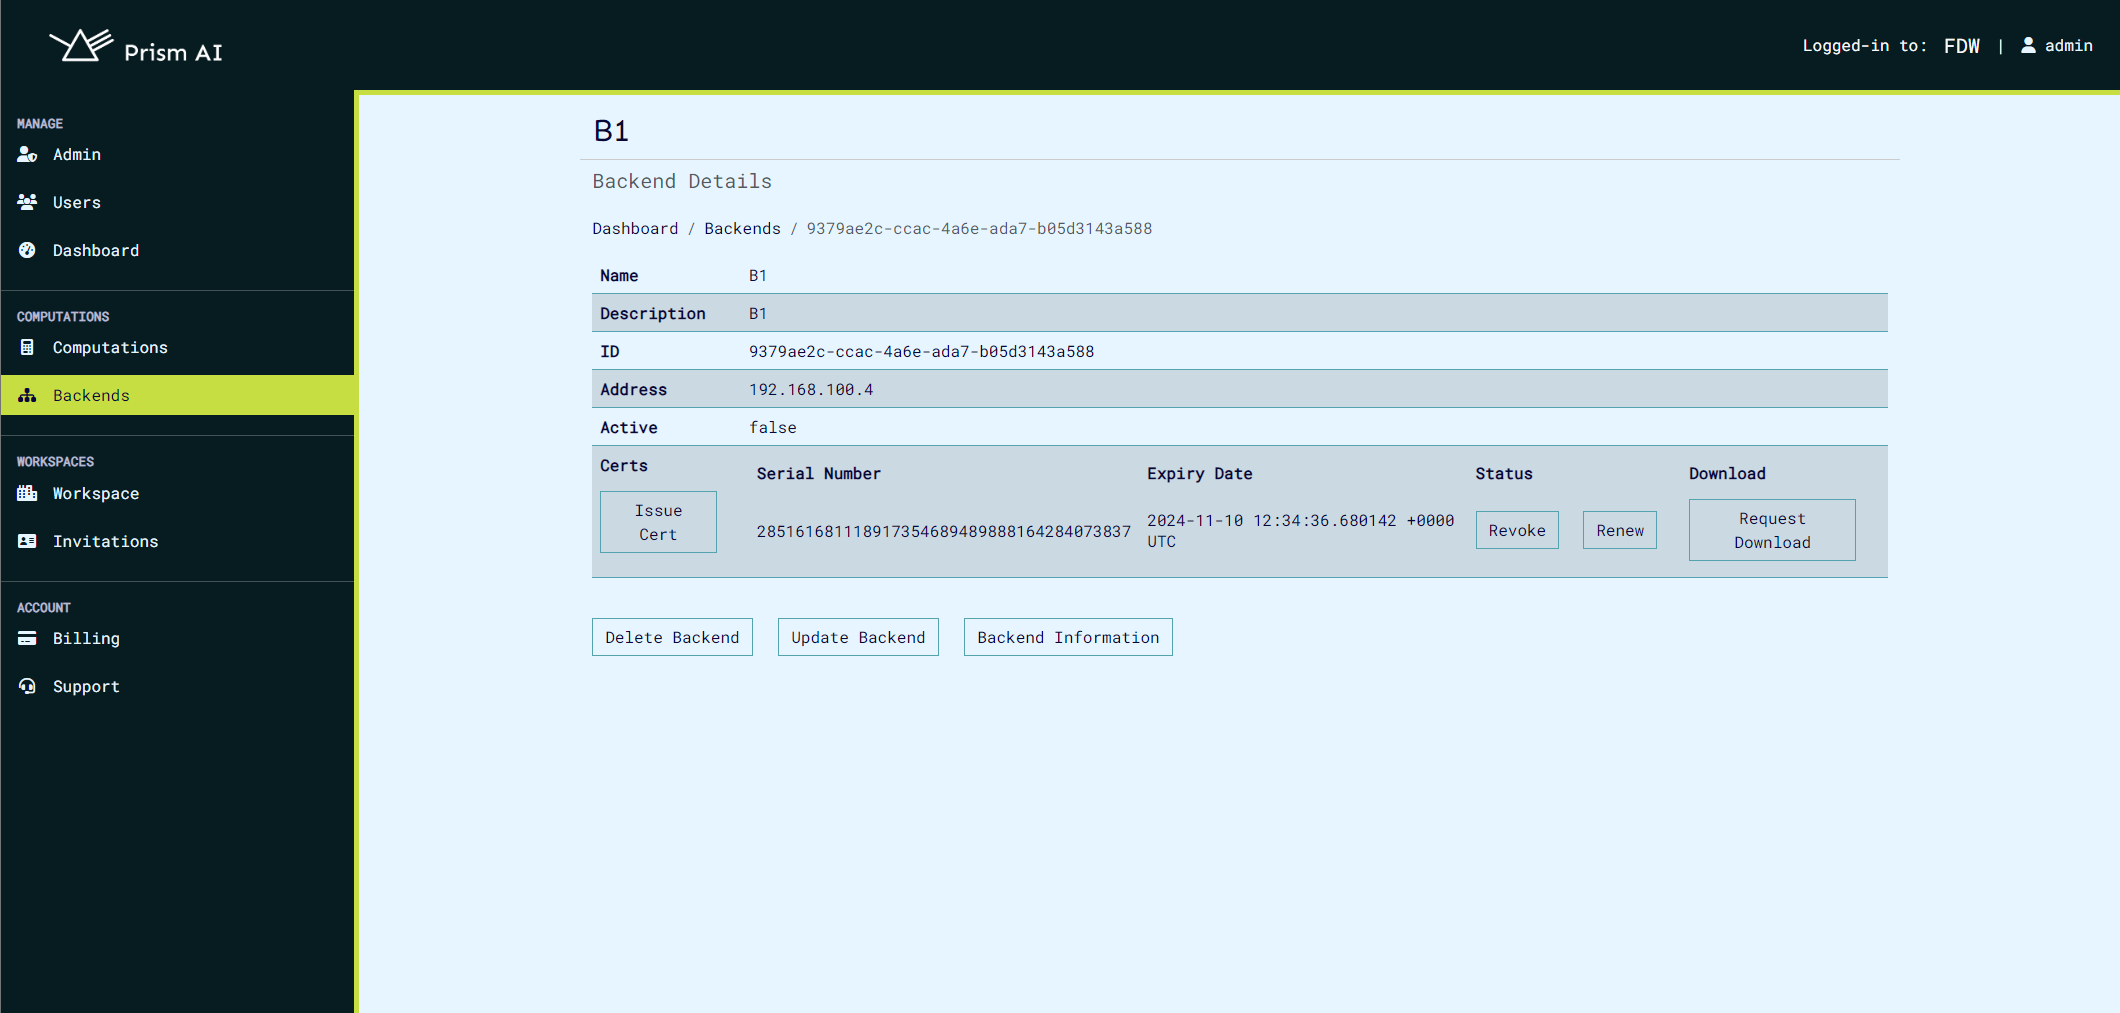 Prism AI
Logged-in to: FDW | admin
MANAGE
Admin
Users
Dashboard
COMPUTATIONS
Computations
Backends
WORKSPACES
Workspace
Invitations
ACCOUNT
Billing
Support
B1
Backend Details
Dashboard / Backends / 9379ae2c-ccac-4a6e-ada7-b05d3143a588
Name B1
Description B1
ID 9379ae2c-ccac-4a6e-ada7-b05d3143a588
Address 192.168.100.4
Active false
Certs
Issue
Cert
Serial Number Expiry Date Status Download
285161681118917354689489888164284073837
2024-11-10 12:34:36.680142 +0000
UTC
Revoke Renew
Request
Download
Delete Backend Update Backend Backend Information